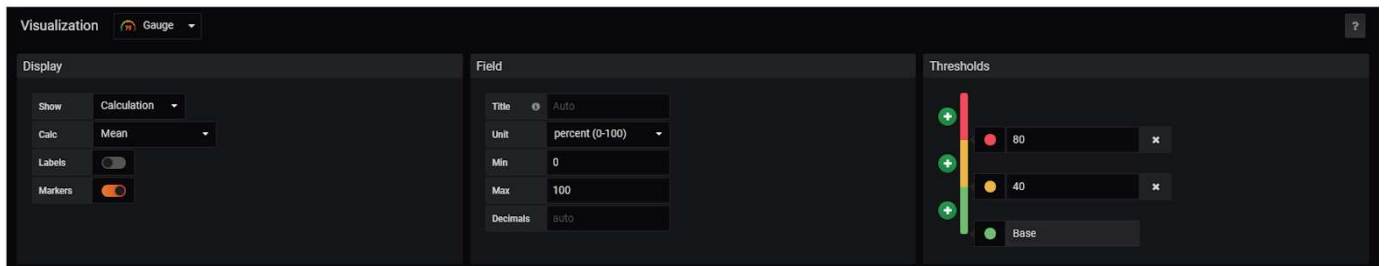 Visualization 79 Gauge ?
Display
Show Calculation
Calc Mean
Labels
Markers
Field
Title i Auto
Unit percent (0-100)
Min 0
Max 100
Decimals auto
Thresholds
80
40
Base